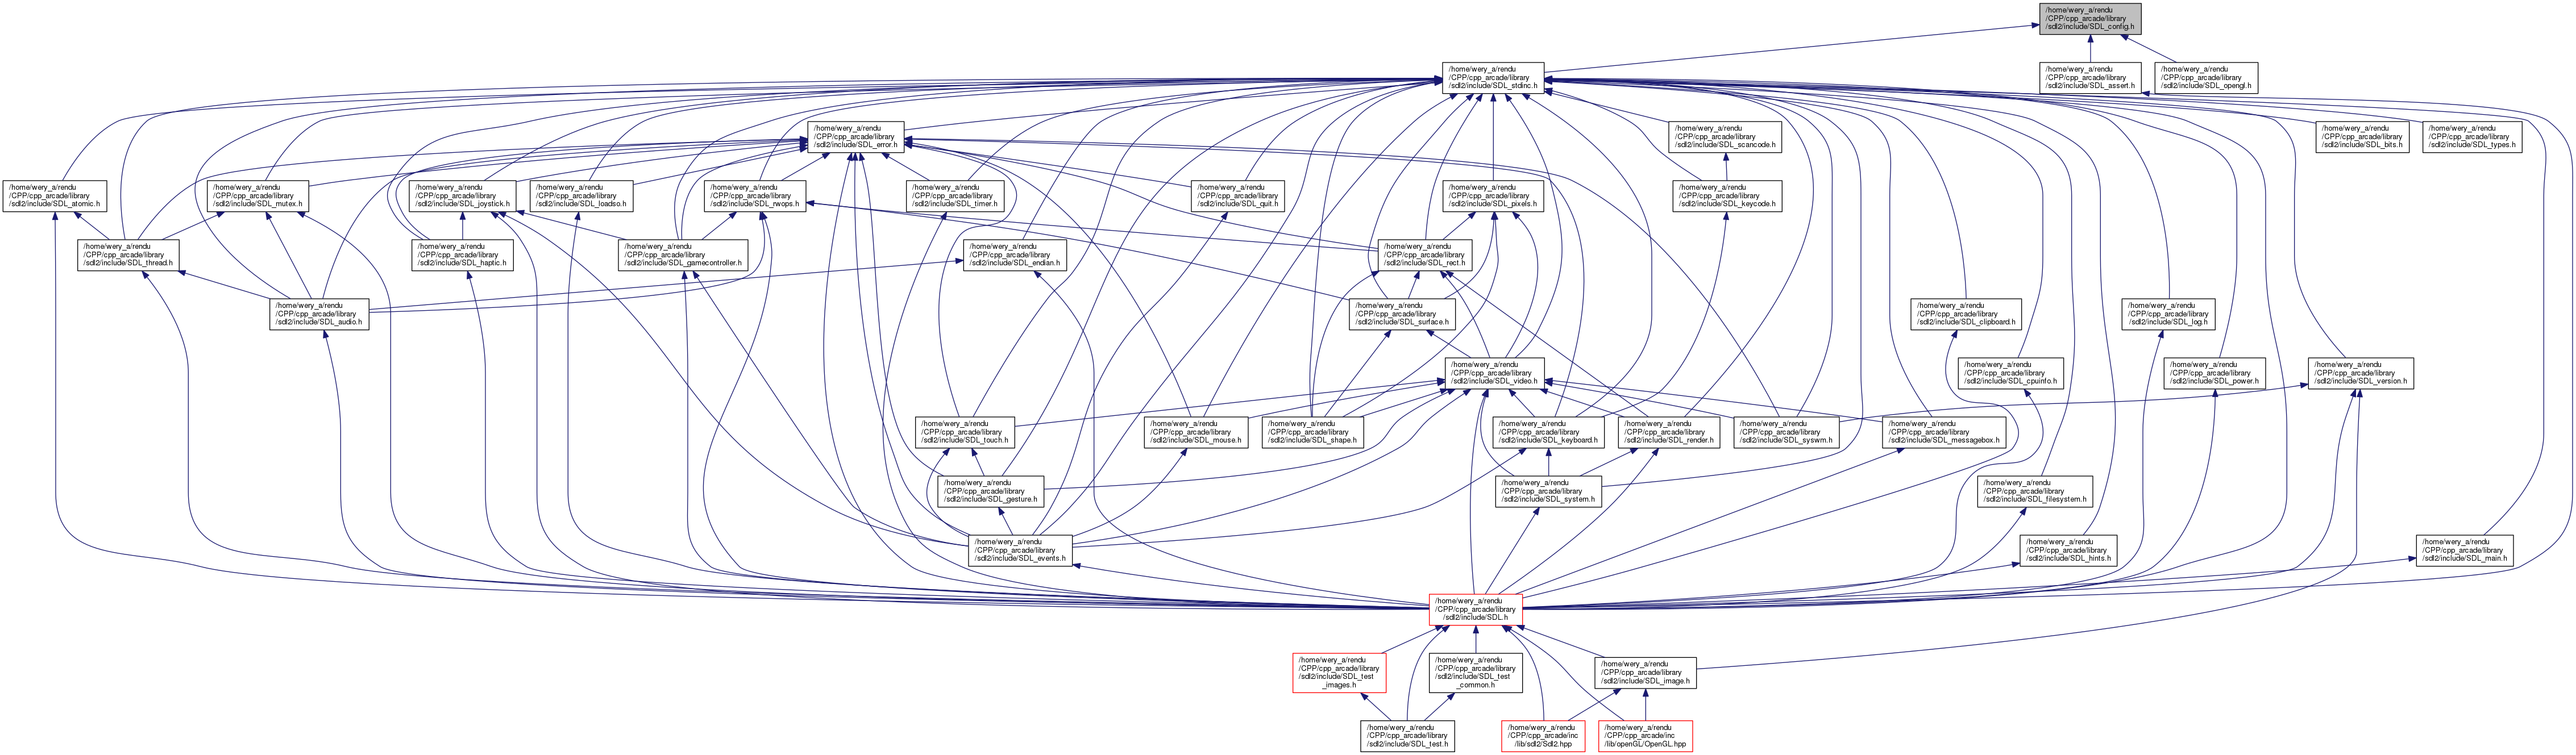 /home/wery_a/rendu
/CPP/cpp_arcade/library
/sdl2/include/SDL_config.h
/home/wery_a/rendu
/CPP/cpp_arcade/library
/sdl2/include/SDL_stdinc.h
/home/wery_a/rendu
/CPP/cpp_arcade/library
/sdl2/include/SDL_assert.h
/home/wery_a/rendu
/CPP/cpp_arcade/library
/sdl2/include/SDL_opengl.h
/home/wery_a/rendu
/CPP/cpp_arcade/library
/sdl2/include/SDL_error.h
/home/wery_a/rendu
/CPP/cpp_arcade/library
/sdl2/include/SDL_scancode.h
/home/wery_a/rendu
/CPP/cpp_arcade/library
/sdl2/include/SDL_bits.h
/home/wery_a/rendu
/CPP/cpp_arcade/library
/sdl2/include/SDL_types.h
/home/wery_a/rendu
/CPP/cpp_arcade/library
/sdl2/include/SDL_atomic.h
/home/wery_a/rendu
/CPP/cpp_arcade/library
/sdl2/include/SDL_mutex.h
/home/wery_a/rendu
/CPP/cpp_arcade/library
/sdl2/include/SDL_joystick.h
/home/wery_a/rendu
/CPP/cpp_arcade/library
/sdl2/include/SDL_loadso.h
/home/wery_a/rendu
/CPP/cpp_arcade/library
/sdl2/include/SDL_rwops.h
/home/wery_a/rendu
/CPP/cpp_arcade/library
/sdl2/include/SDL_timer.h
/home/wery_a/rendu
/CPP/cpp_arcade/library
/sdl2/include/SDL_quit.h
/home/wery_a/rendu
/CPP/cpp_arcade/library
/sdl2/include/SDL_pixels.h
/home/wery_a/rendu
/CPP/cpp_arcade/library
/sdl2/include/SDL_keycode.h
/home/wery_a/rendu
/CPP/cpp_arcade/library
/sdl2/include/SDL_thread.h
/home/wery_a/rendu
/CPP/cpp_arcade/library
/sdl2/include/SDL_haptic.h
/home/wery_a/rendu
/CPP/cpp_arcade/library
/sdl2/include/SDL_gamecontroller.h
/home/wery_a/rendu
/CPP/cpp_arcade/library
/sdl2/include/SDL_endian.h
/home/wery_a/rendu
/CPP/cpp_arcade/library
/sdl2/include/SDL_rect.h
/home/wery_a/rendu
/CPP/cpp_arcade/library
/sdl2/include/SDL_audio.h
/home/wery_a/rendu
/CPP/cpp_arcade/library
/sdl2/include/SDL_surface.h
/home/wery_a/rendu
/CPP/cpp_arcade/library
/sdl2/include/SDL_clipboard.h
/home/wery_a/rendu
/CPP/cpp_arcade/library
/sdl2/include/SDL_log.h
/home/wery_a/rendu
/CPP/cpp_arcade/library
/sdl2/include/SDL_video.h
/home/wery_a/rendu
/CPP/cpp_arcade/library
/sdl2/include/SDL_cpuinfo.h
/home/wery_a/rendu
/CPP/cpp_arcade/library
/sdl2/include/SDL_power.h
/home/wery_a/rendu
/CPP/cpp_arcade/library
/sdl2/include/SDL_version.h
/home/wery_a/rendu
/CPP/cpp_arcade/library
/sdl2/include/SDL_touch.h
/home/wery_a/rendu
/CPP/cpp_arcade/library
/sdl2/include/SDL_mouse.h
/home/wery_a/rendu
/CPP/cpp_arcade/library
/sdl2/include/SDL_shape.h
/home/wery_a/rendu
/CPP/cpp_arcade/library
/sdl2/include/SDL_keyboard.h
/home/wery_a/rendu
/CPP/cpp_arcade/library
/sdl2/include/SDL_render.h
/home/wery_a/rendu
/CPP/cpp_arcade/library
/sdl2/include/SDL_syswm.h
/home/wery_a/rendu
/CPP/cpp_arcade/library
/sdl2/include/SDL_messagebox.h
/home/wery_a/rendu
/CPP/cpp_arcade/library
/sdl2/include/SDL_gesture.h
/home/wery_a/rendu
/CPP/cpp_arcade/library
/sdl2/include/SDL_system.h
/home/wery_a/rendu
/CPP/cpp_arcade/library
/sdl2/include/SDL_filesystem.h
/home/wery_a/rendu
/CPP/cpp_arcade/library
/sdl2/include/SDL_events.h
/home/wery_a/rendu
/CPP/cpp_arcade/library
/sdl2/include/SDL_hints.h
/home/wery_a/rendu
/CPP/cpp_arcade/library
/sdl2/include/SDL_main.h
/home/wery_a/rendu
/CPP/cpp_arcade/library
/sdl2/include/SDL.h
/home/wery_a/rendu
/CPP/cpp_arcade/library
/sdl2/include/SDL_test
_images.h
/home/wery_a/rendu
/CPP/cpp_arcade/library
/sdl2/include/SDL_test
_common.h
/home/wery_a/rendu
/CPP/cpp_arcade/library
/sdl2/include/SDL_image.h
/home/wery_a/rendu
/CPP/cpp_arcade/library
/sdl2/include/SDL_test.h
/home/wery_a/rendu
/CPP/cpp_arcade/inc
/lib/sdl2/Sdl2.hpp
/home/wery_a/rendu
/CPP/cpp_arcade/inc
/lib/openGL/OpenGL.hpp